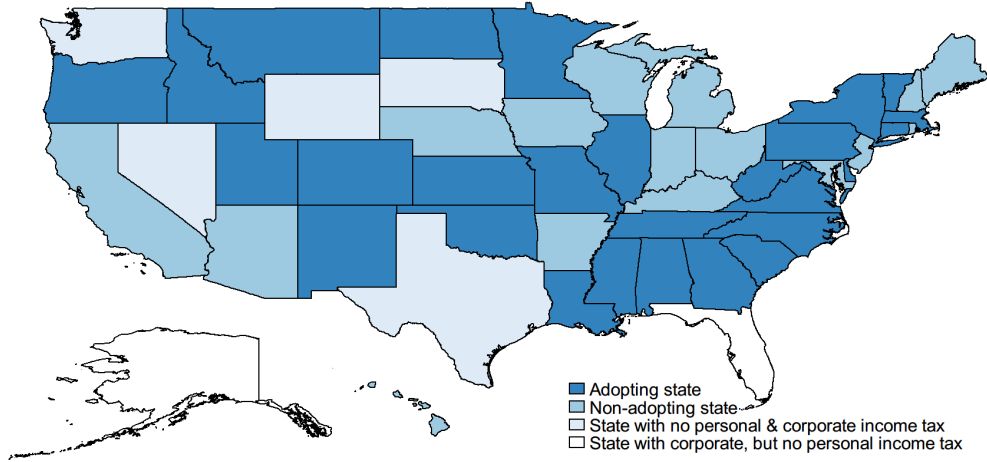 Adopting state
Non-adopting state
State with no personal & corporate income tax
State with corporate, but no personal income tax